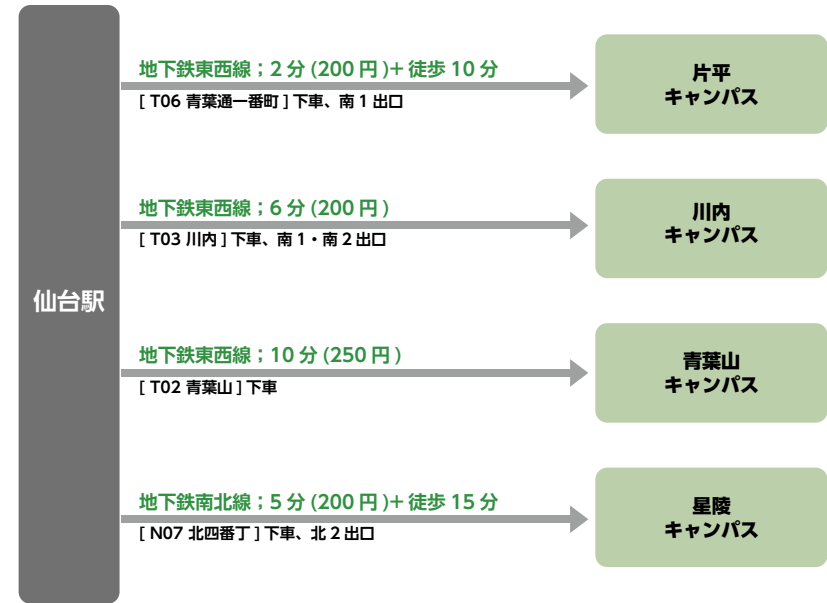 仙台駅
地下鉄東西線；2分 (200円)＋徒歩10分
[ T06 青葉通一番町 ] 下車、南1出口
片平
キャンパス
地下鉄東西線；6分 (200円)
[ T03 川内 ] 下車、南1・南2出口
川内
キャンパス
地下鉄東西線；10分 (250円)
[ T02 青葉山 ] 下車
青葉山
キャンパス
地下鉄南北線；5分 (200円)＋徒歩15分
[ N07 北四番丁 ] 下車、北2出口
星陵
キャンパス